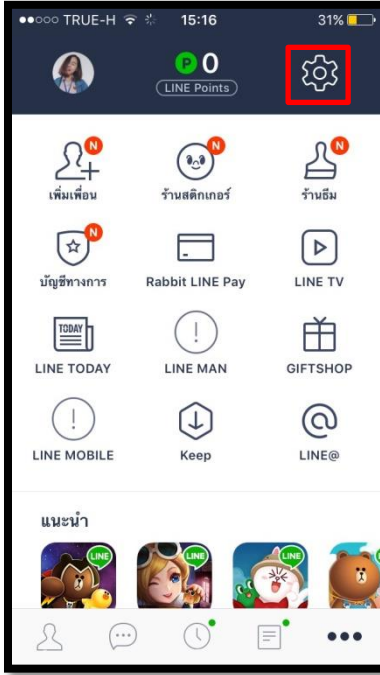 TRUE-H 15:16 31%
P 0
LINE Points
N N N
เพิ่มเพื่อน ร้านสติกเกอร์ ร้านธีม
N
บัญชีทางการ Rabbit LINE Pay LINE TV
TODAY
LINE TODAY LINE MAN GIFTSHOP
LINE MOBILE Keep LINE@
แนะนำ
LINE LINE LINE